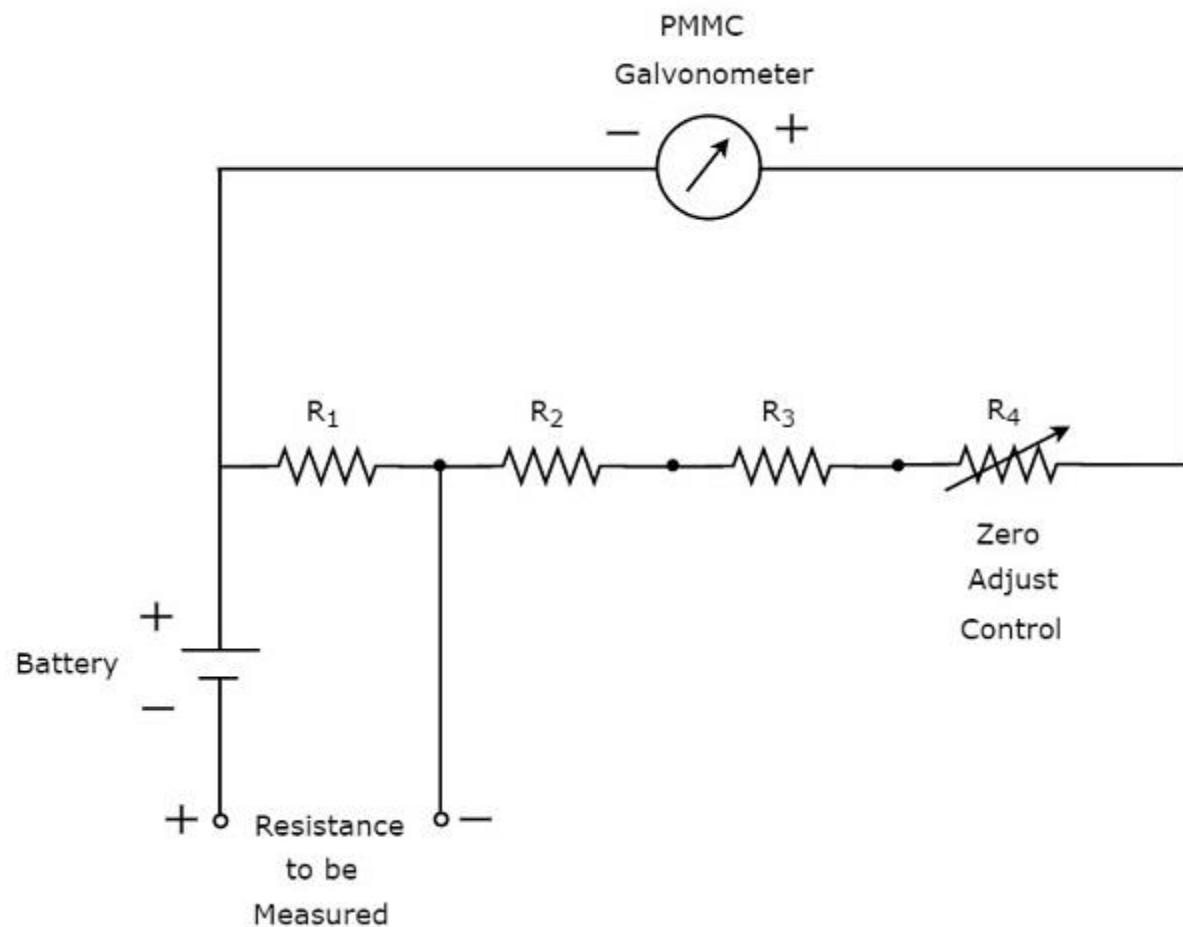 PMMC
Galvonometer
− +
R1 R2 R3 R4
Zero
Adjust
Control
+
Battery
−
+ Resistance −
to be
Measured